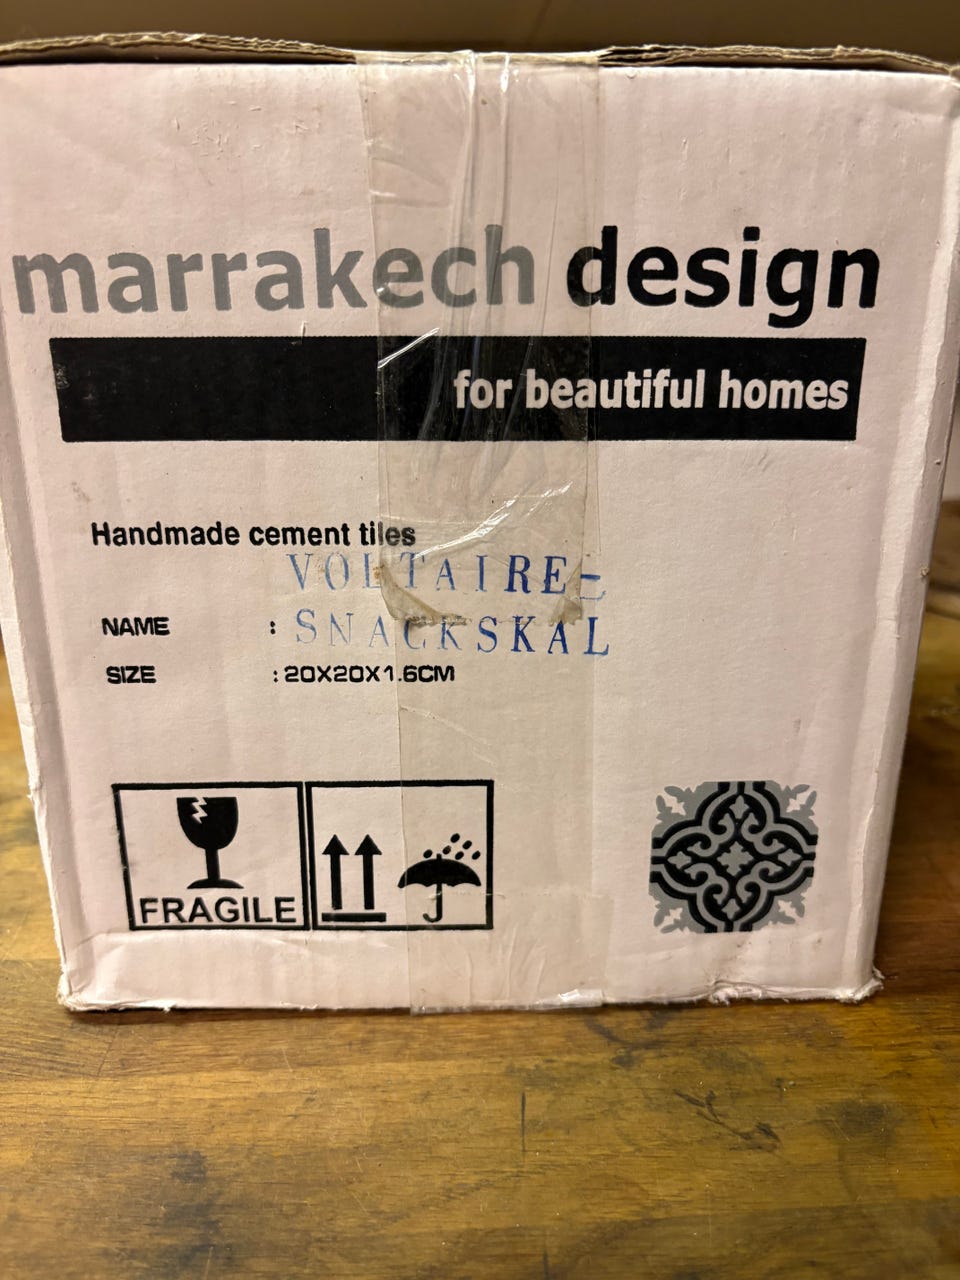 marrakech design
for beautiful homes
Handmade cement tiles
VOLTAIRE-
NAME : SNACKSKAL
SIZE : 20X20X1.6CM
FRAGILE